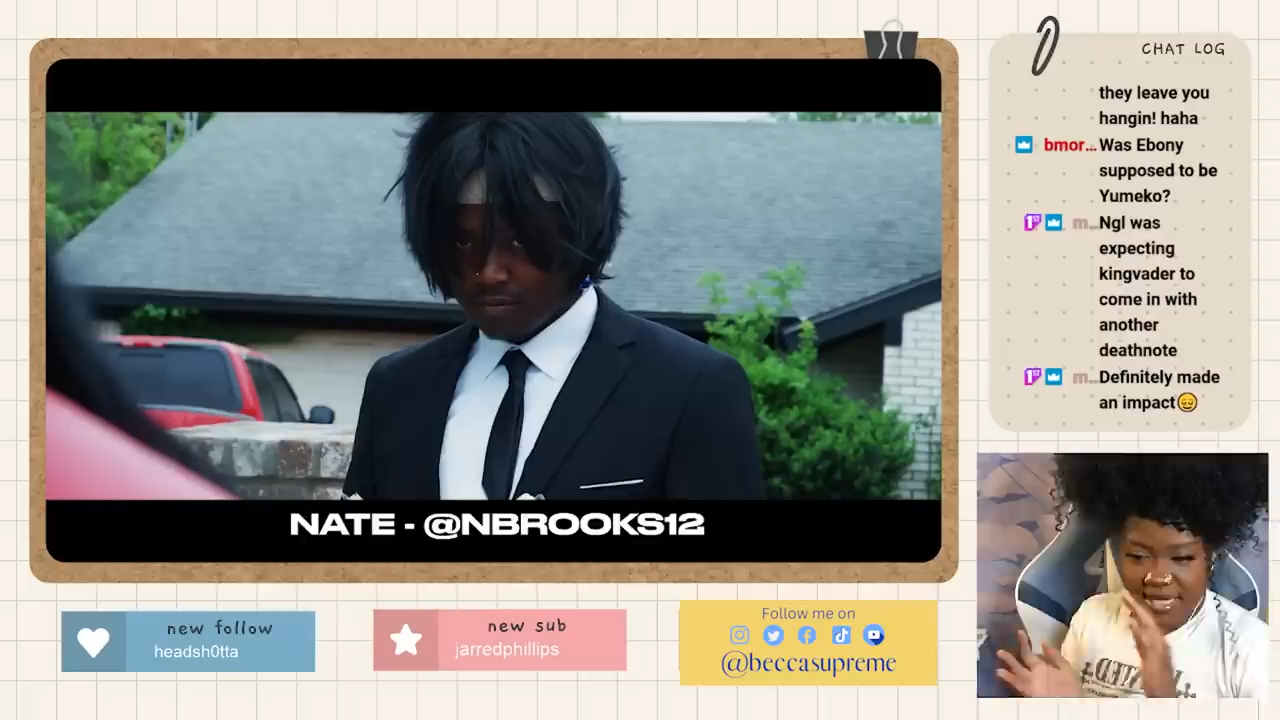 CHAT LOG
they leave you
hangin! haha
bmor... Was Ebony
supposed to be
Yumeko?
m... Ngl was
expecting
kingvader to
come in with
another
deathnote
m... Definitely made
an impact😌
NATE - @NBROOKS12
new follow
headsh0tta
new sub
jarredphillips
Follow me on
@beccasupreme